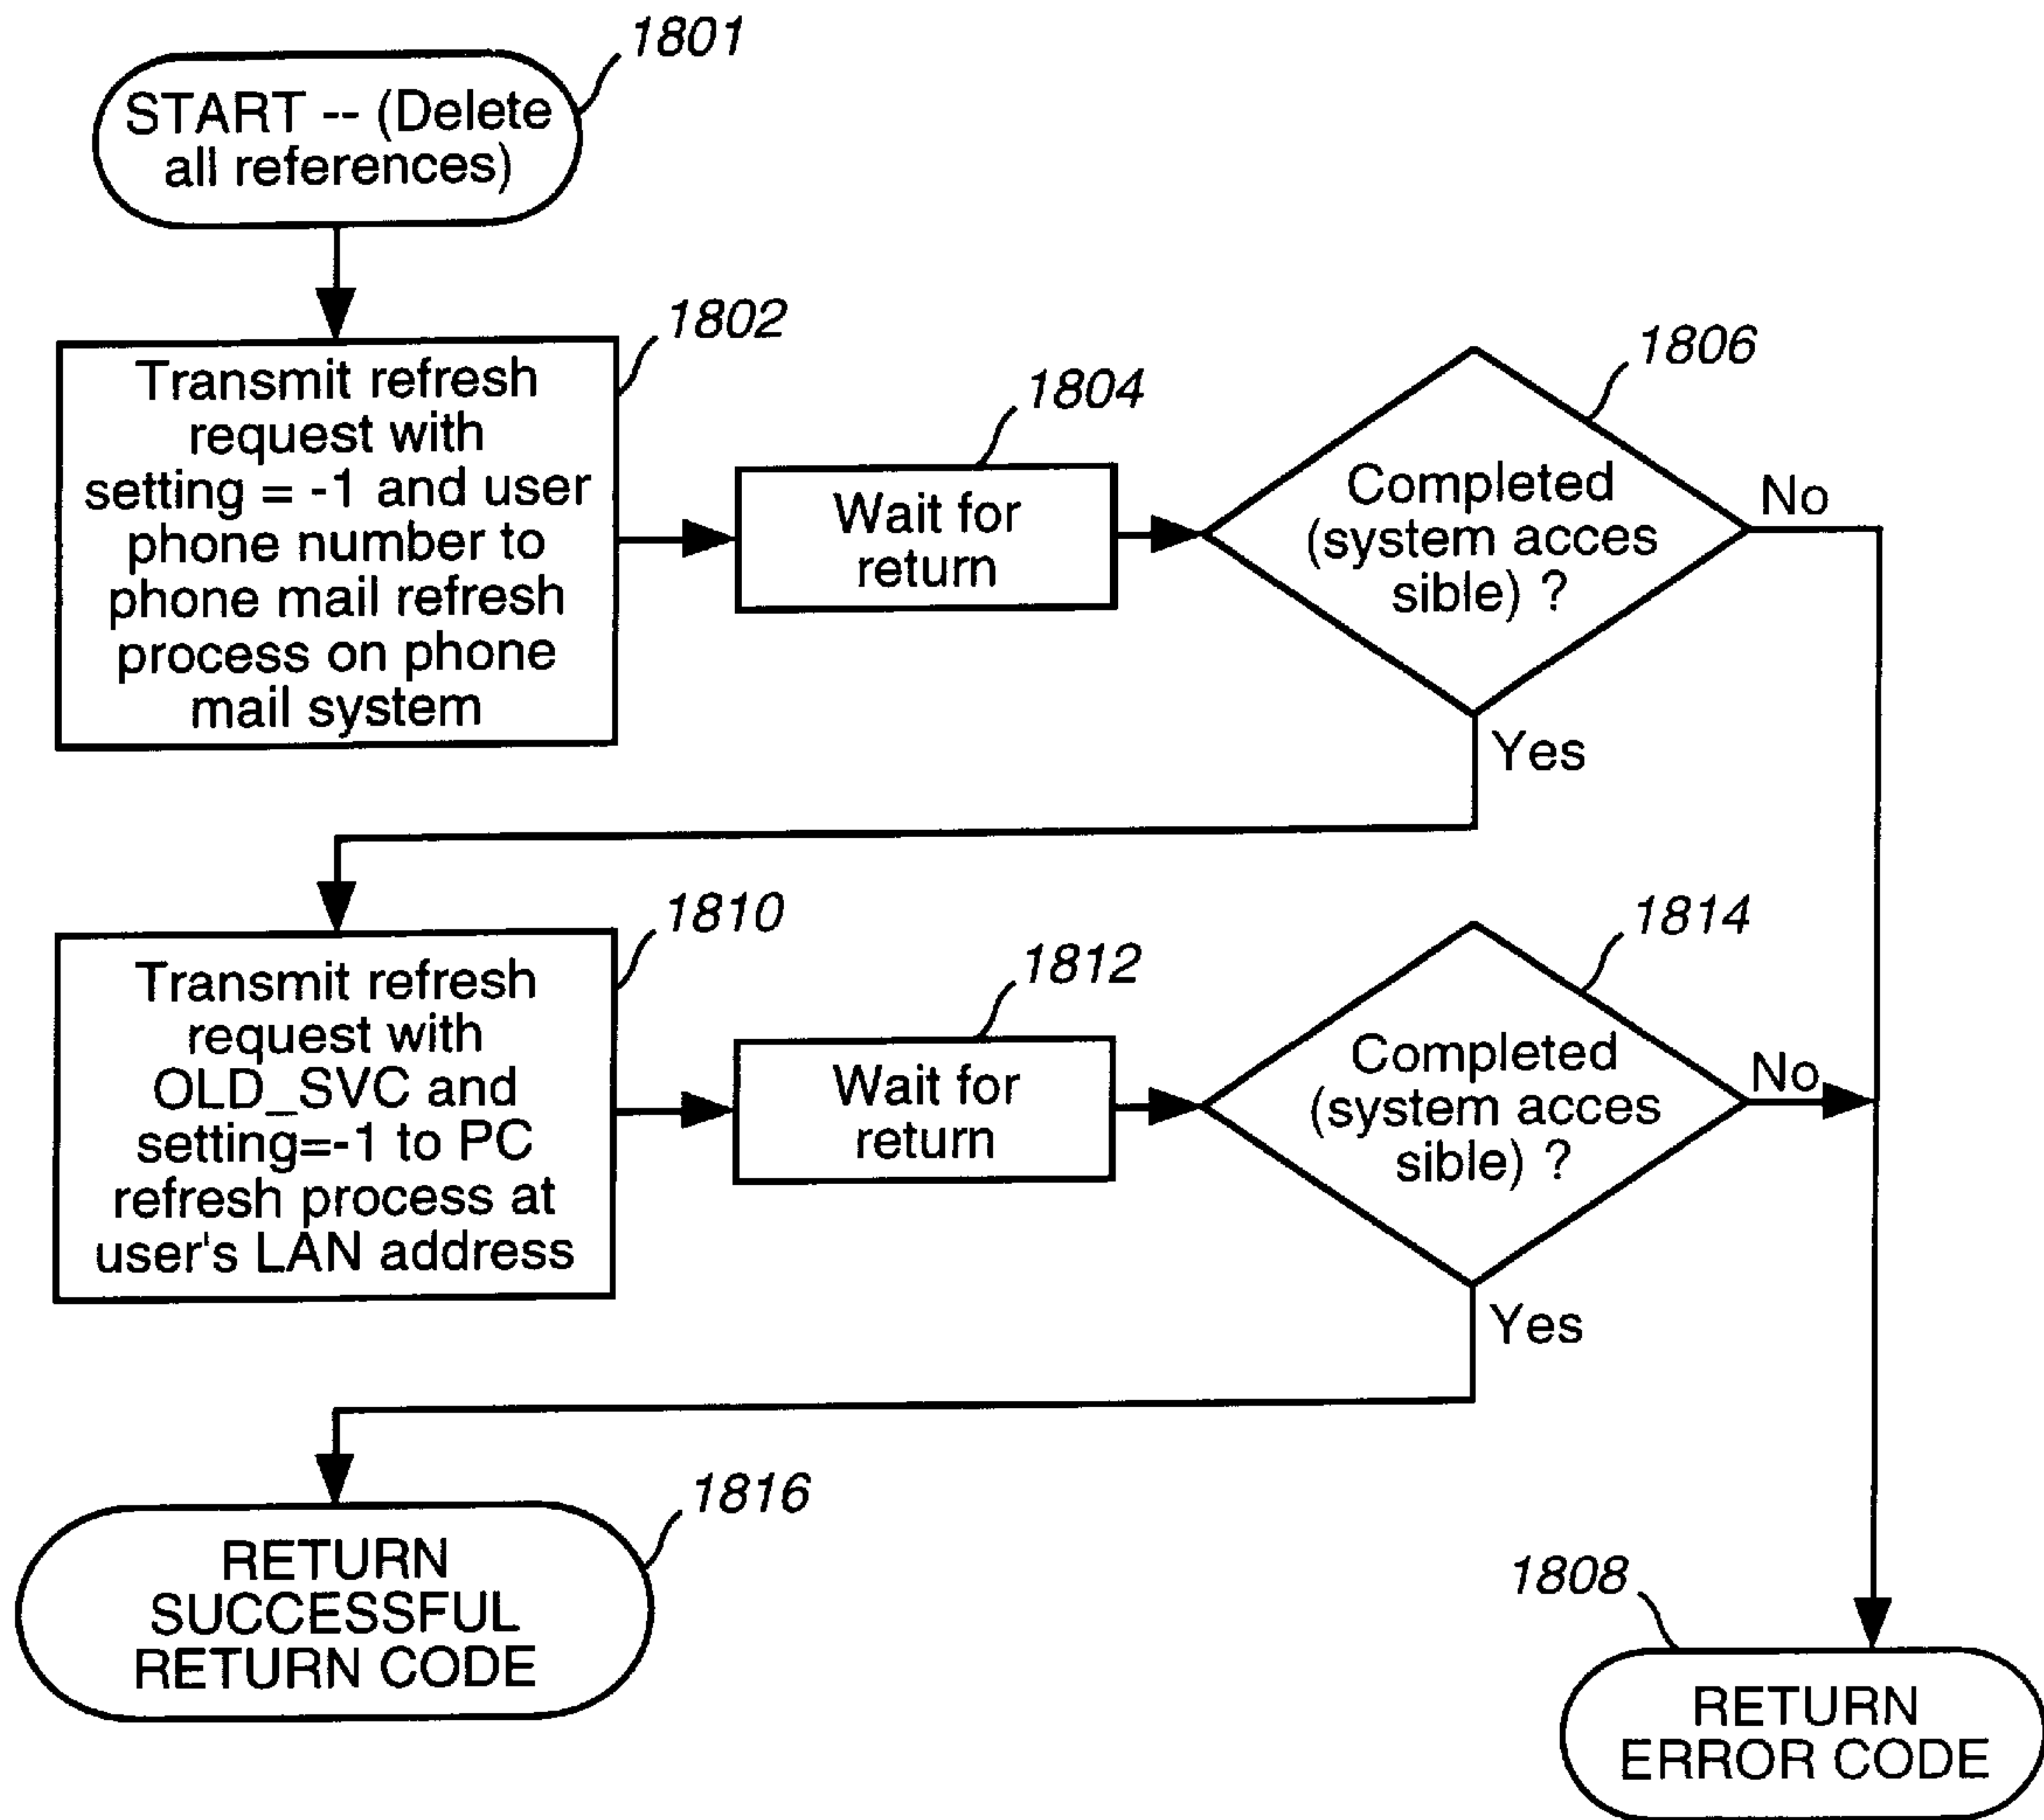 1801
START -- (Delete
all references)
1802
Transmit refresh
request with
setting = -1 and user
phone number to
phone mail refresh
process on phone
mail system
1804
Wait for
return
1806
Completed
(system acces
sible) ?
No
Yes
1810
Transmit refresh
request with
OLD_SVC and
setting=-1 to PC
refresh process at
user's LAN address
1812
Wait for
return
1814
Completed
(system acces
sible) ?
No
Yes
1816
RETURN
SUCCESSFUL
RETURN CODE
1808
RETURN
ERROR CODE